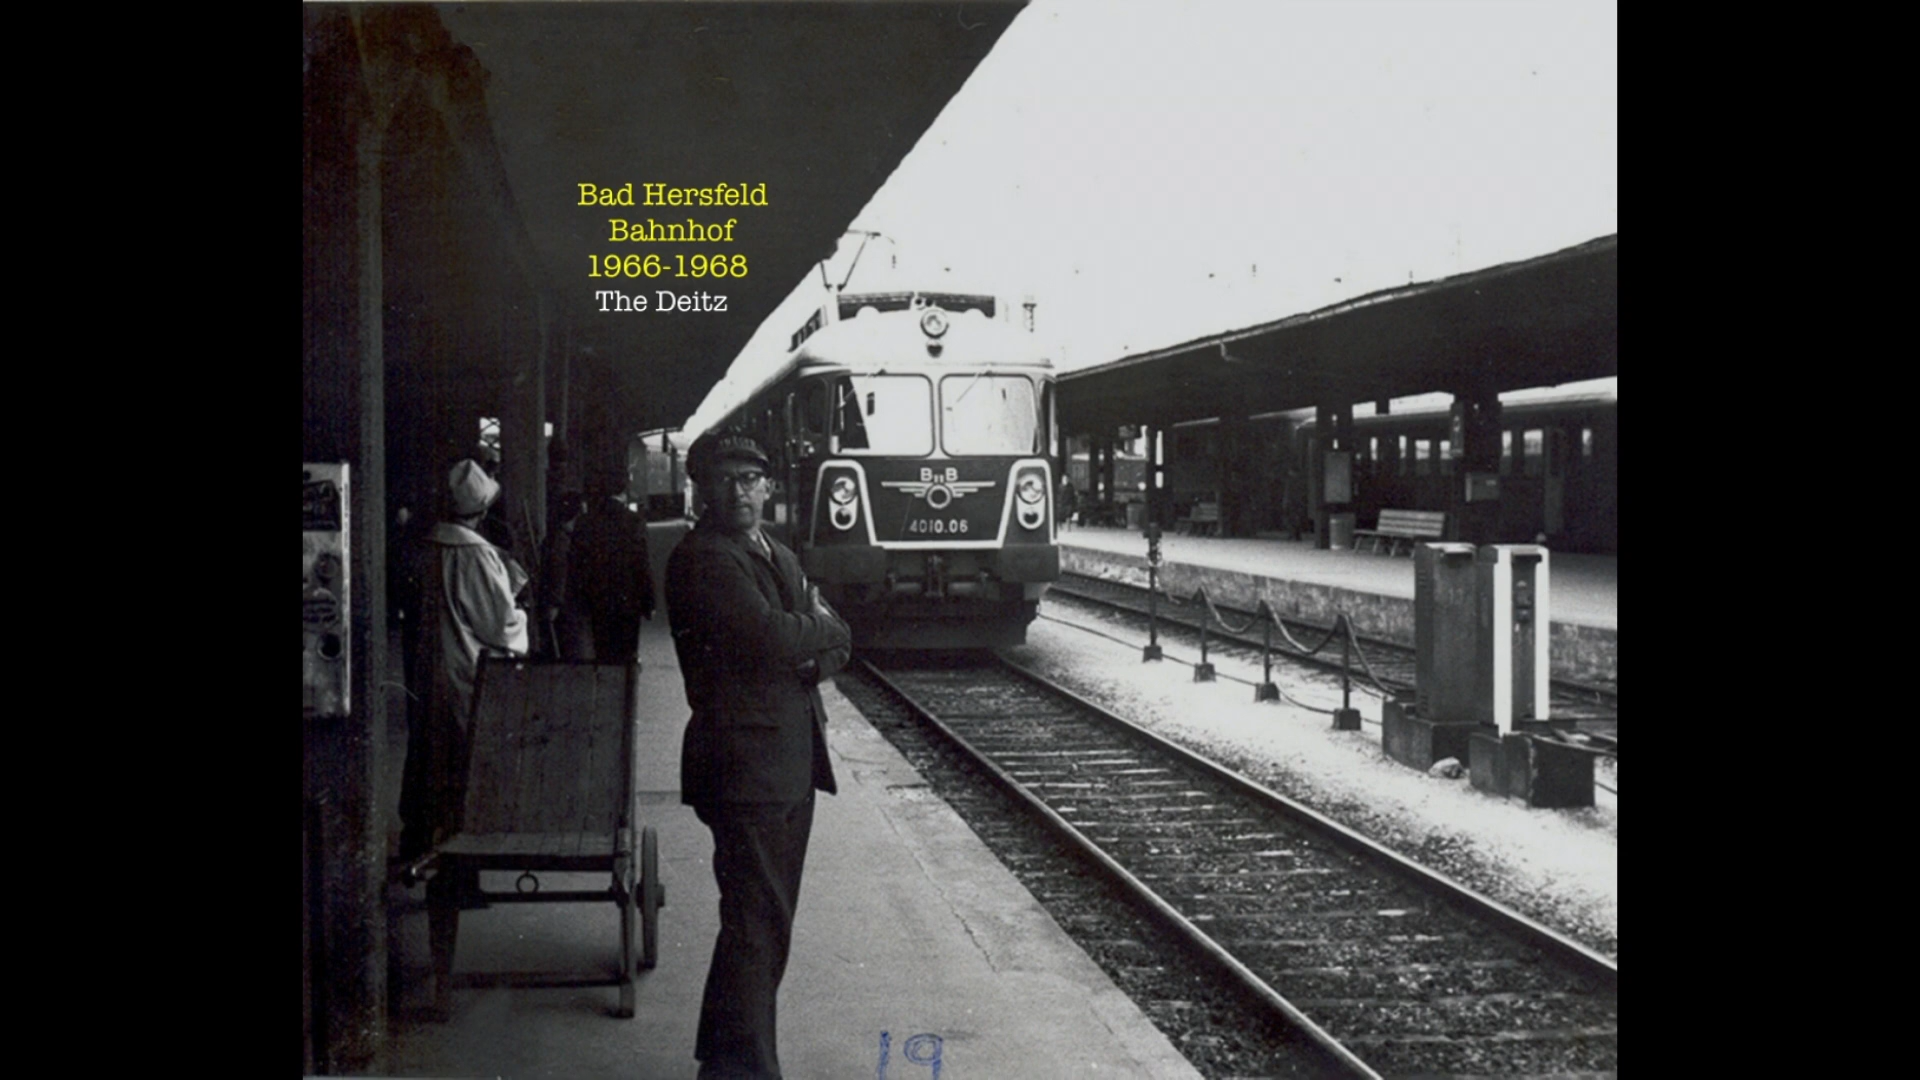 Bad Hersfeld
Bahnhof
1966-1968
The Deitz
BBB
4010.06
19